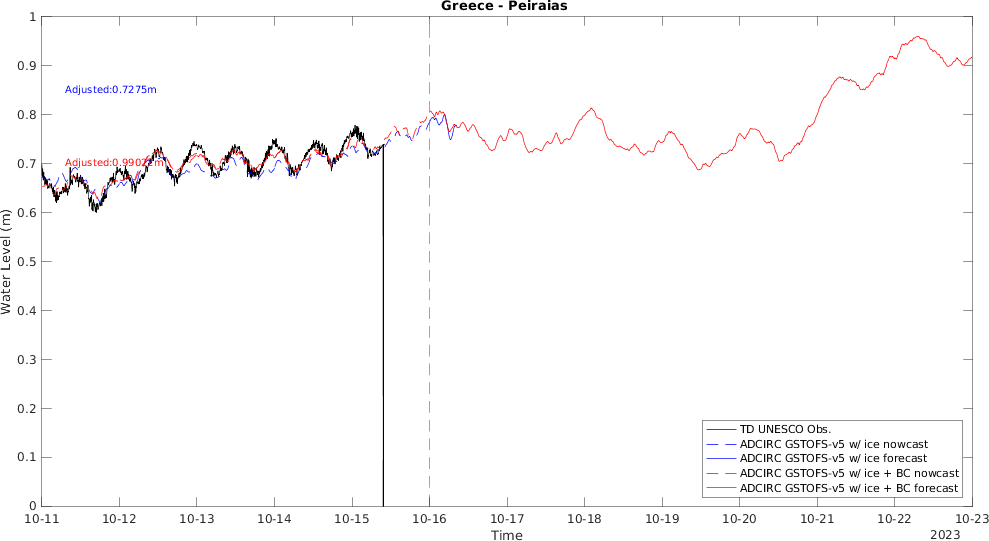 Greece - Peiraias
Water Level (m)
1
0.9
0.8
0.7
0.6
0.5
0.4
0.3
0.2
0.1
0
Adjusted:0.7275m
TD UNESCO Obs.
ADCIRC GSTOFS-v5 w/ ice nowcast
ADCIRC GSTOFS-v5 w/ ice forecast
ADCIRC GSTOFS-v5 w/ ice + BC nowcast
ADCIRC GSTOFS-v5 w/ ice + BC forecast
10-11 10-12 10-13 10-14 10-15 10-16 10-17 10-18 10-19 10-20 10-21 10-22 10-23
Time
2023